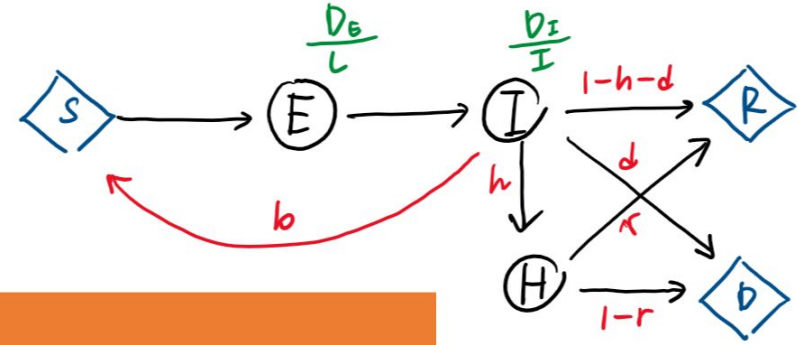 D_E D_I
L I
S E I 1-h-d R
h d
b r
H 1-r D